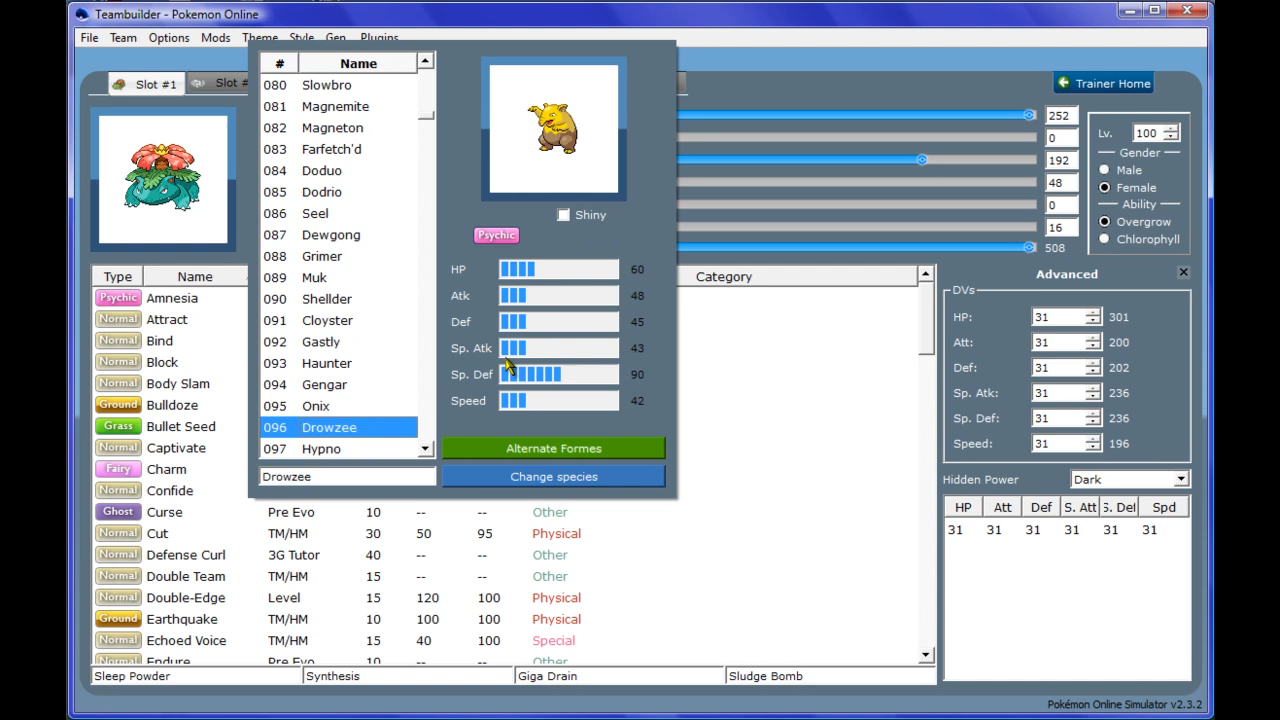 Teambuilder - Pokemon Online
File Team Options Mods Theme Style Gen Plugins
Slot #1 Slot #
Trainer Home
# Name
080 Slowbro
081 Magnemite
082 Magneton
083 Farfetch'd
084 Doduo
085 Dodrio
086 Seel
087 Dewgong
088 Grimer
089 Muk
090 Shellder
091 Cloyster
092 Gastly
093 Haunter
094 Gengar
095 Onix
096 Drowzee
097 Hypno
Drowzee
Shiny
Psychic
HP 60
Atk 48
Def 45
Sp. Atk 43
Sp. Def 90
Speed 42
Alternate Formes
Change species
252
0
192
48
0
16
508
Lv. 100
Gender
Male
Female
Ability
Overgrow
Chlorophyll
Type Name Category
Psychic Amnesia
Normal Attract
Normal Bind
Normal Block
Normal Body Slam
Ground Bulldoze
Grass Bullet Seed
Normal Captivate
Fairy Charm
Normal Confide
Ghost Curse Pre Evo 10 -- -- Other
Normal Cut TM/HM 30 50 95 Physical
Normal Defense Curl 3G Tutor 40 -- -- Other
Normal Double Team TM/HM 15 -- -- Other
Normal Double-Edge Level 15 120 100 Physical
Ground Earthquake TM/HM 10 100 100 Physical
Normal Echoed Voice TM/HM 15 40 100 Special
Normal Endure Pre Evo 10 -- -- Other
Sleep Powder Synthesis Giga Drain Sludge Bomb
Advanced
DVs
HP: 31 301
Att: 31 200
Def: 31 202
Sp. Atk: 31 236
Sp. Def: 31 236
Speed: 31 196
Hidden Power Dark
HP Att Def S. Att S. Def Spd
31 31 31 31 31 31
Pokémon Online Simulator v2.3.2